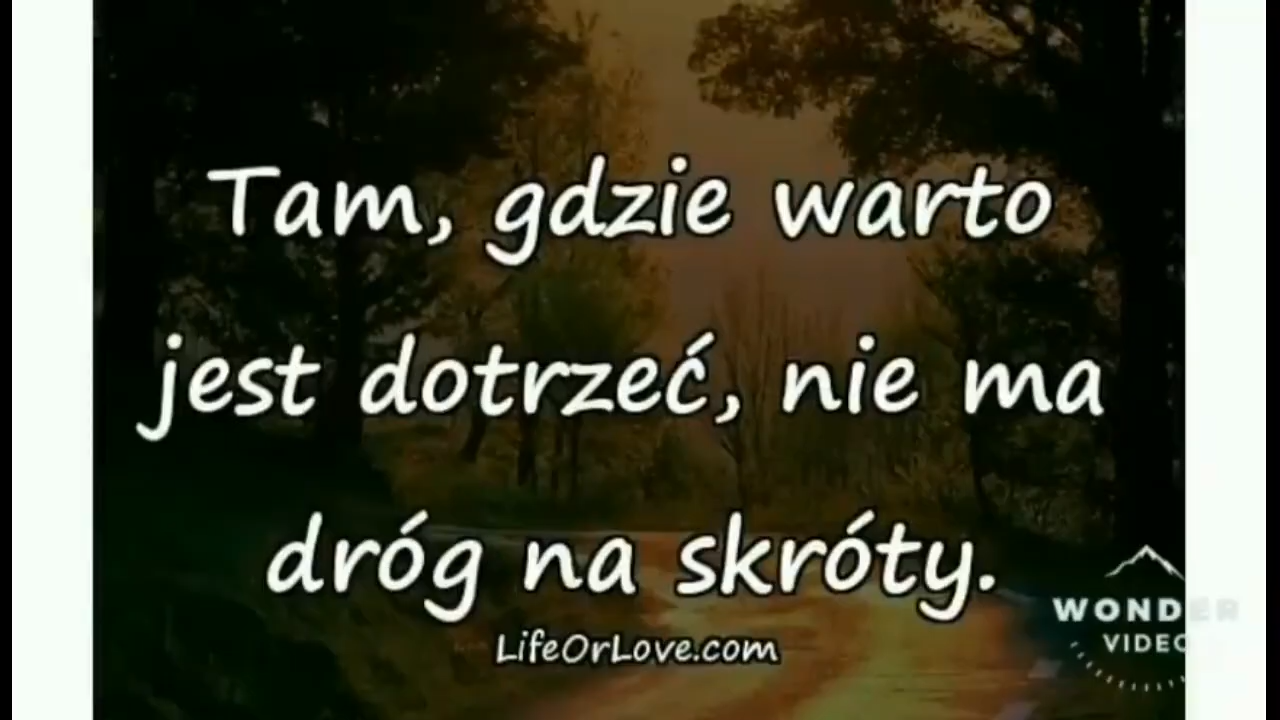 Tam, gdzie warto
jest dotrzeć, nie ma
dróg na skróty.
LifeOrLove.com
WONDER
VIDEO